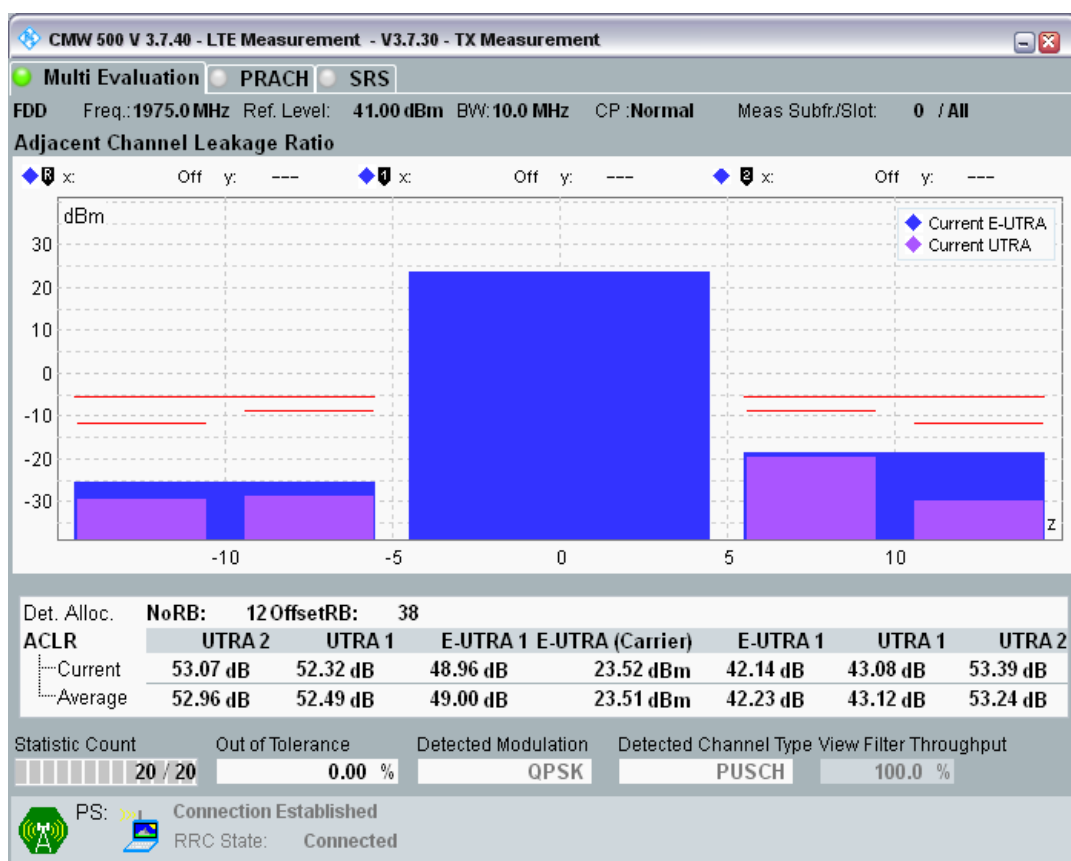 CMW 500 V 3.7.40 - LTE Measurement - V3.7.30 - TX Measurement
Multi Evaluation PRACH SRS
FDD Freq.: 1975.0 MHz Ref. Level: 41.00 dBm BW: 10.0 MHz CP :Normal Meas Subfr./Slot: 0 / All
Adjacent Channel Leakage Ratio
R x: Off y: --- 1 x: Off y: --- 2 x: Off y: ---
dBm
Current E-UTRA
Current UTRA
30
20
10
0
-10
-20
-30
z
-10 -5 0 5 10
Det. Alloc. NoRB: 12 OffsetRB: 38
ACLR UTRA 2 UTRA 1 E-UTRA 1 E-UTRA (Carrier) E-UTRA 1 UTRA 1 UTRA 2
Current 53.07 dB 52.32 dB 48.96 dB 23.52 dBm 42.14 dB 43.08 dB 53.39 dB
Average 52.96 dB 52.49 dB 49.00 dB 23.51 dBm 42.23 dB 43.12 dB 53.24 dB
Statistic Count Out of Tolerance Detected Modulation Detected Channel Type View Filter Throughput
20 / 20 0.00 % QPSK PUSCH 100.0 %
PS: Connection Established
RRC State: Connected